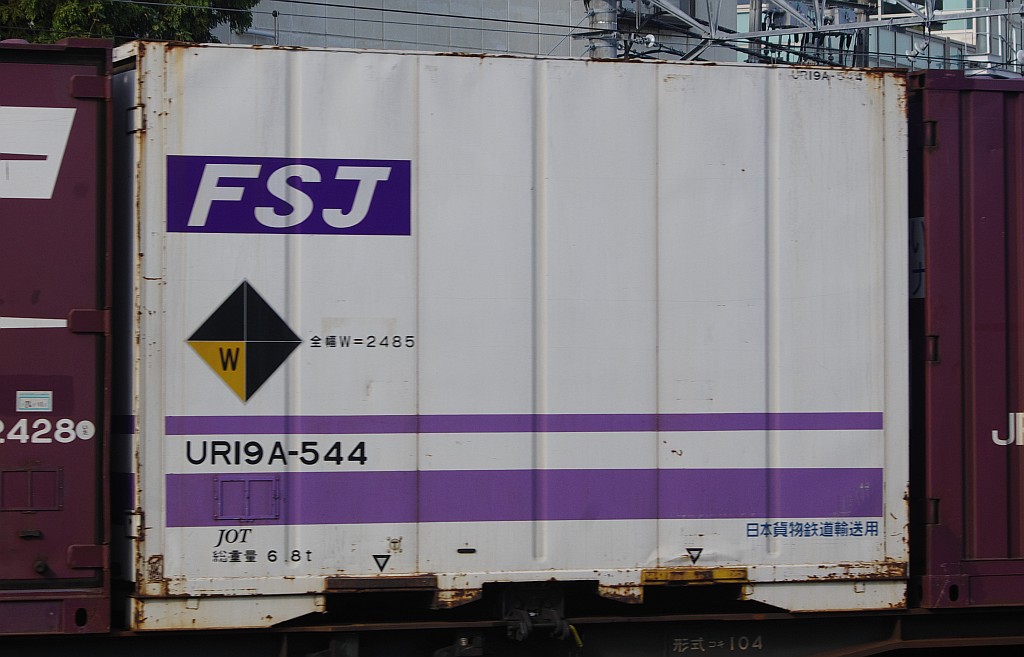 URI9A-544
FSJ
W
全幅W=2485
2428
J
URI9A-544
日本貨物鉄道輸送用
JOT
総重量 6.8t
形式コキ104